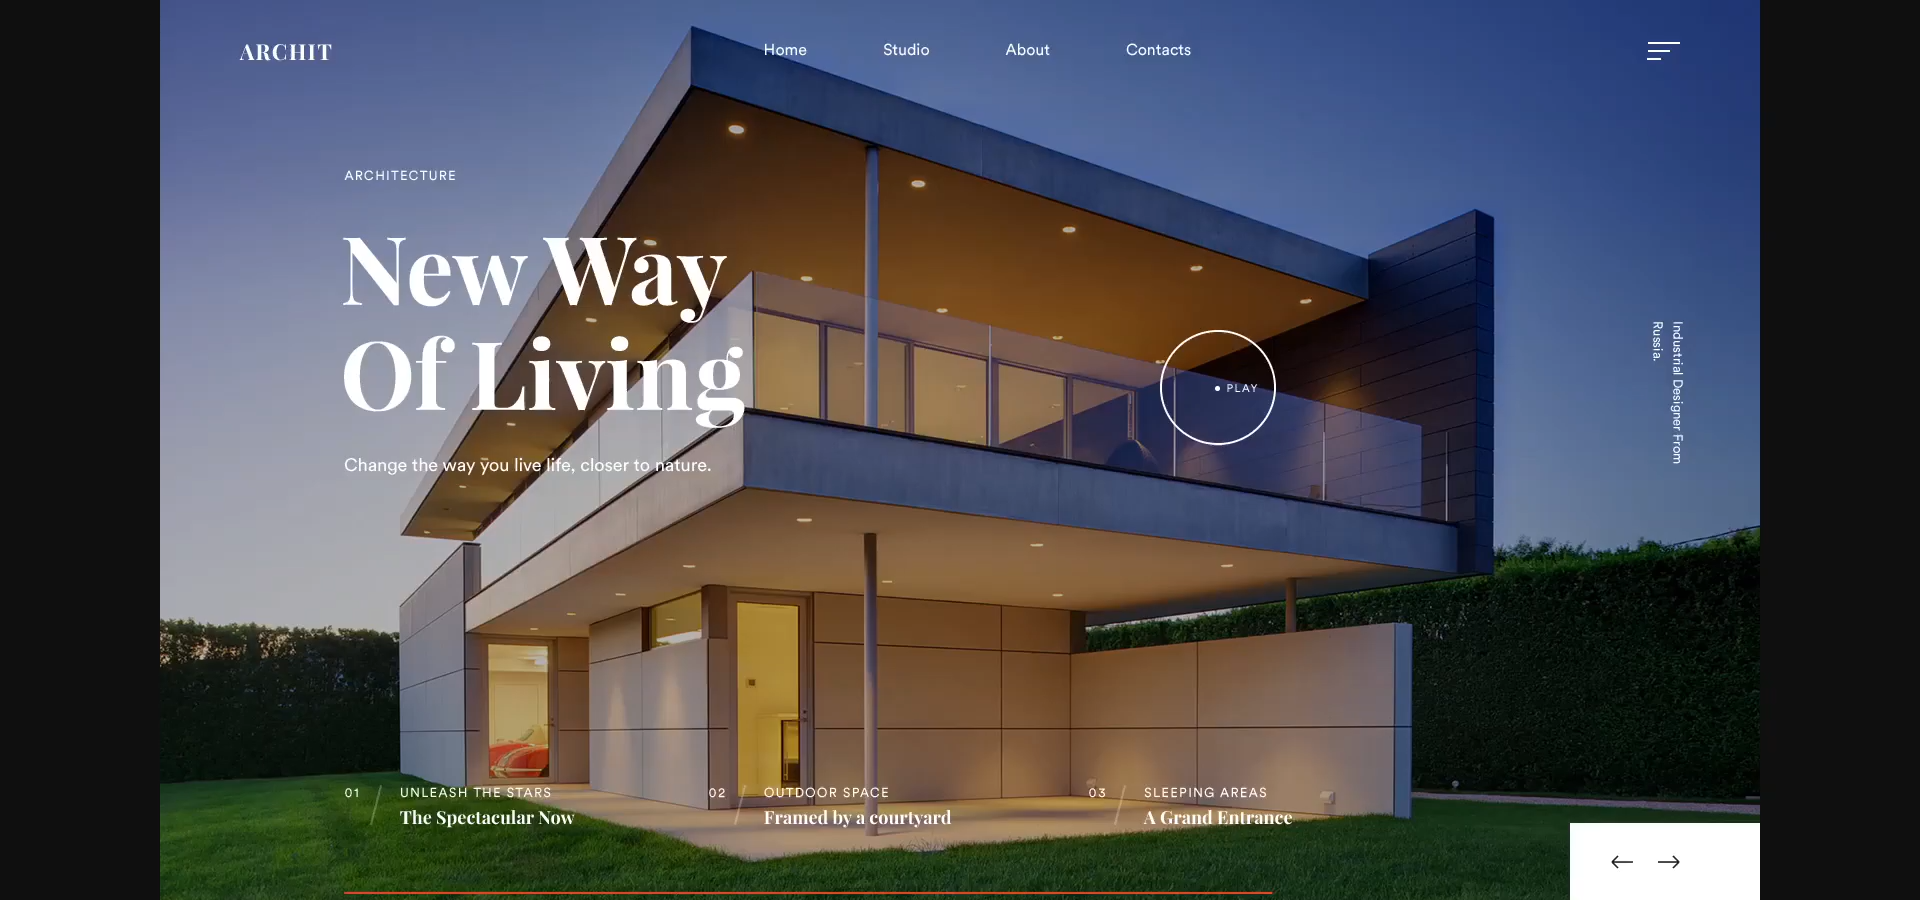 ARCHIT
Home
Studio
About
Contacts
ARCHITECTURE
New Way
Of Living
Change the way you live life, closer to nature.
PLAY
Industrial Designer From
Russia.
01
UNLEASH THE STARS
The Spectacular Now
02
OUTDOOR SPACE
Framed by a courtyard
03
SLEEPING AREAS
A Grand Entrance